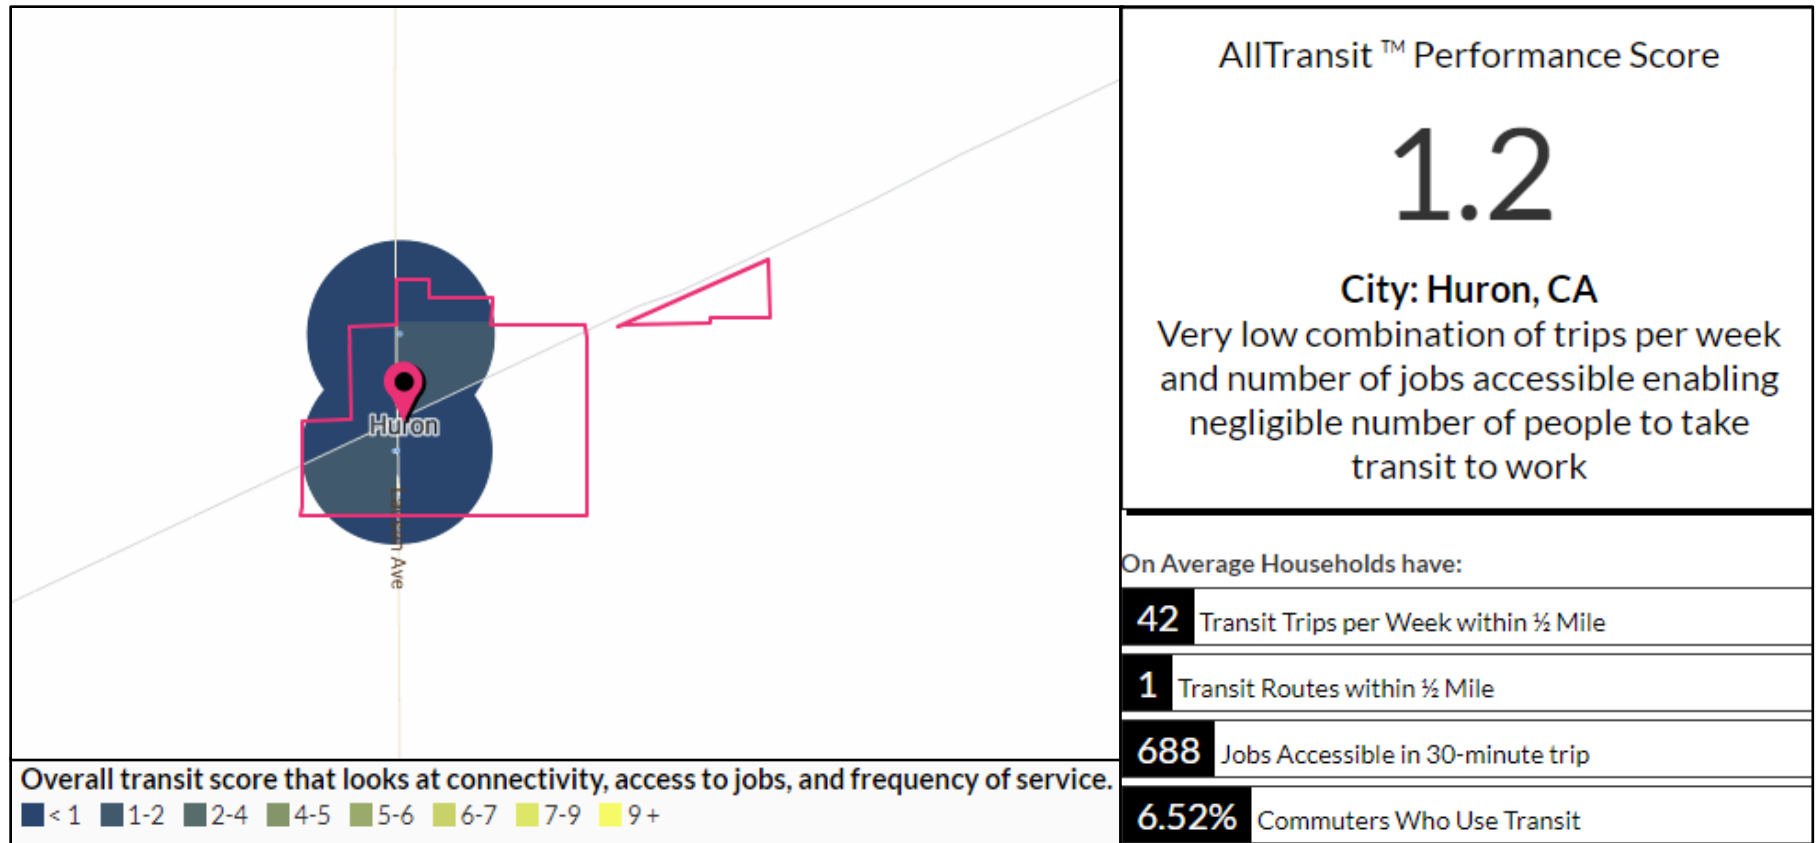 Huron
Lassen Ave
Overall transit score that looks at connectivity, access to jobs, and frequency of service.
< 1 1-2 2-4 4-5 5-6 6-7 7-9 9 +
AllTransit ™ Performance Score
1.2
City: Huron, CA
Very low combination of trips per week
and number of jobs accessible enabling
negligible number of people to take
transit to work
On Average Households have:
42 Transit Trips per Week within ½ Mile
1 Transit Routes within ½ Mile
688 Jobs Accessible in 30-minute trip
6.52% Commuters Who Use Transit